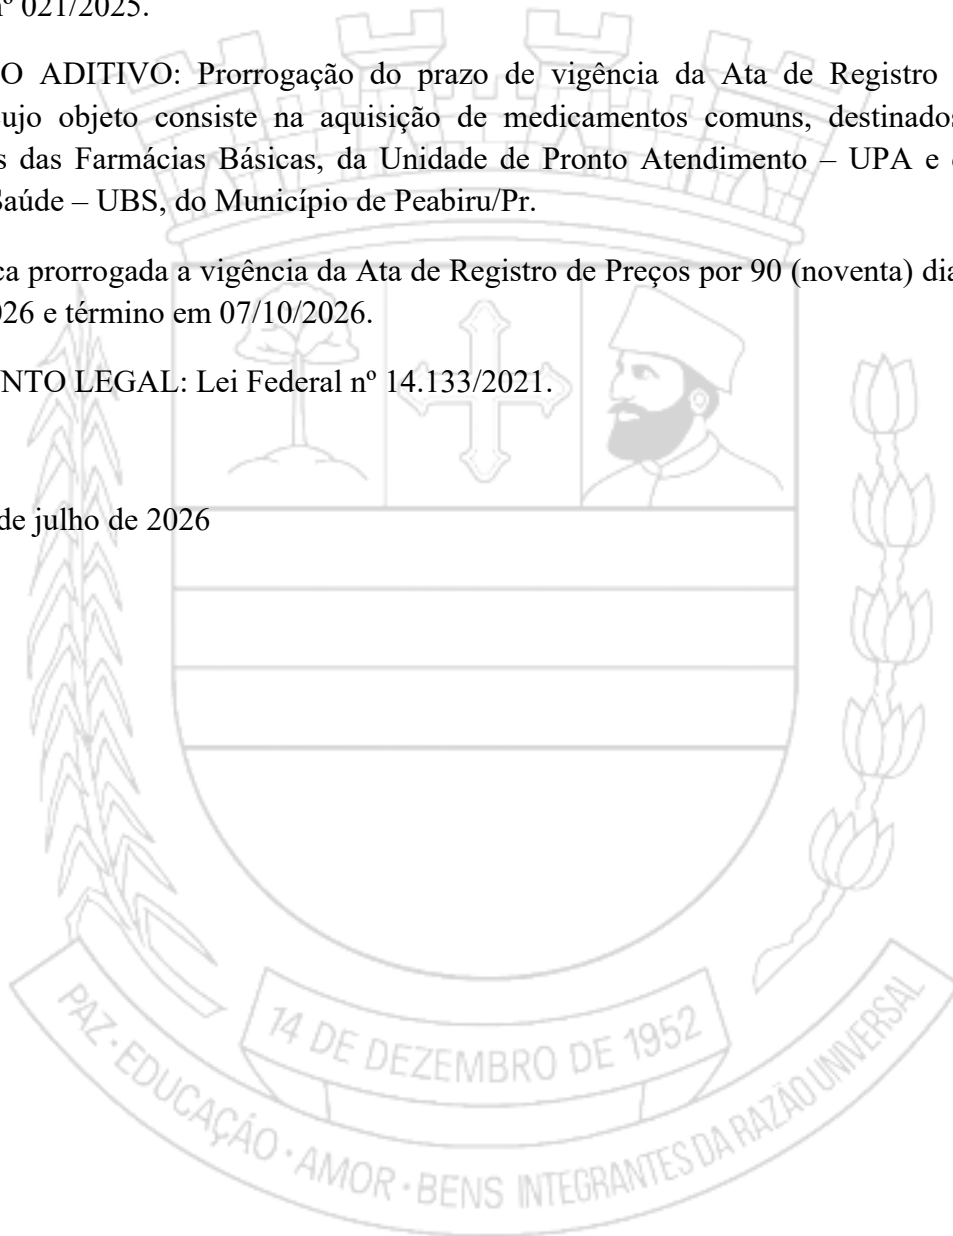 nº 021/2025.
O ADITIVO: Prorrogação do prazo de vigência da Ata de Registro
ujo objeto consiste na aquisição de medicamentos comuns, destinados
s das Farmácias Básicas, da Unidade de Pronto Atendimento – UPA e
Saúde – UBS, do Município de Peabiru/Pr.
ca prorrogada a vigência da Ata de Registro de Preços por 90 (noventa) dia
026 e término em 07/10/2026.
NTO LEGAL: Lei Federal nº 14.133/2021.
de julho de 2026
14 DE DEZEMBRO DE 1952
PAZ · EDUCAÇÃO · AMOR · BENS INTEGRANTES DA RAZÃO UNIVERSAL